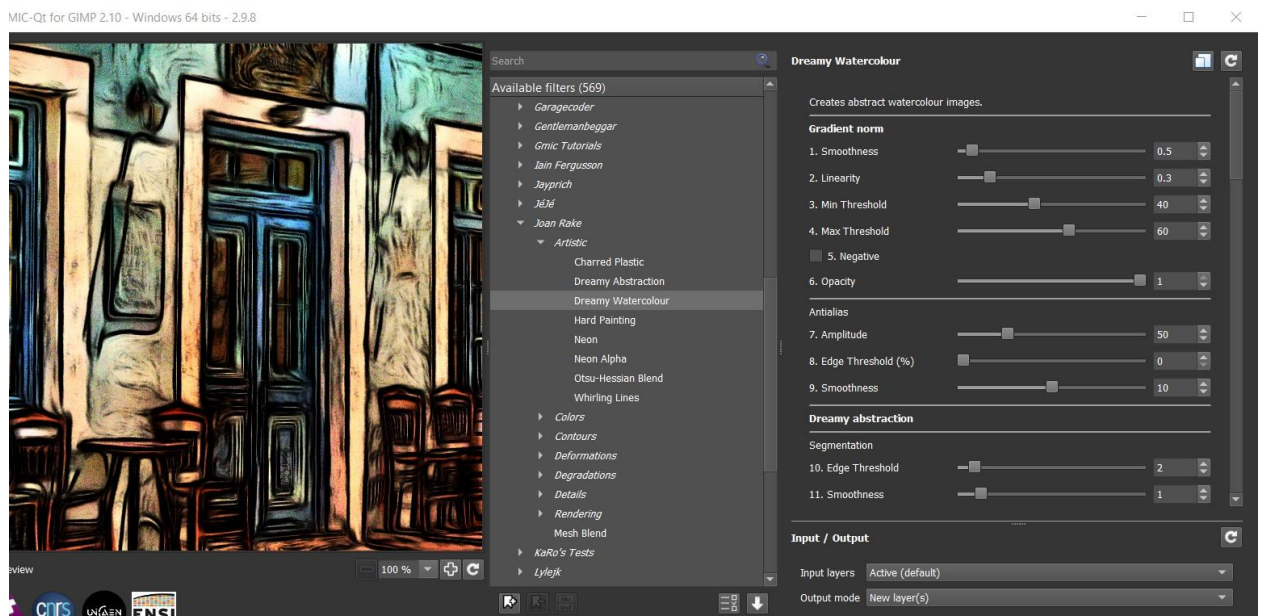 MIC-Qt for GIMP 2.10 - Windows 64 bits - 2.9.8
Search
Available filters (569)
Garagecoder
Gentlemanbeggar
Gmic Tutorials
Iain Fergusson
Jayprich
JéJé
Joan Rake
Artistic
Charred Plastic
Dreamy Abstraction
Dreamy Watercolour
Hard Painting
Neon
Neon Alpha
Otsu-Hessian Blend
Whirling Lines
Colors
Contours
Deformations
Degradations
Details
Rendering
Mesh Blend
KaRo's Tests
Lylejk
Dreamy Watercolour
Creates abstract watercolour images.
Gradient norm
1. Smoothness 0.5
2. Linearity 0.3
3. Min Threshold 40
4. Max Threshold 60
5. Negative
6. Opacity 1
Antialias
7. Amplitude 50
8. Edge Threshold (%) 0
9. Smoothness 10
Dreamy abstraction
Segmentation
10. Edge Threshold 2
11. Smoothness 1
Input / Output
Input layers Active (default)
Output mode New layer(s)
eview
100 %
cnrs
UNICAEN
ENSI